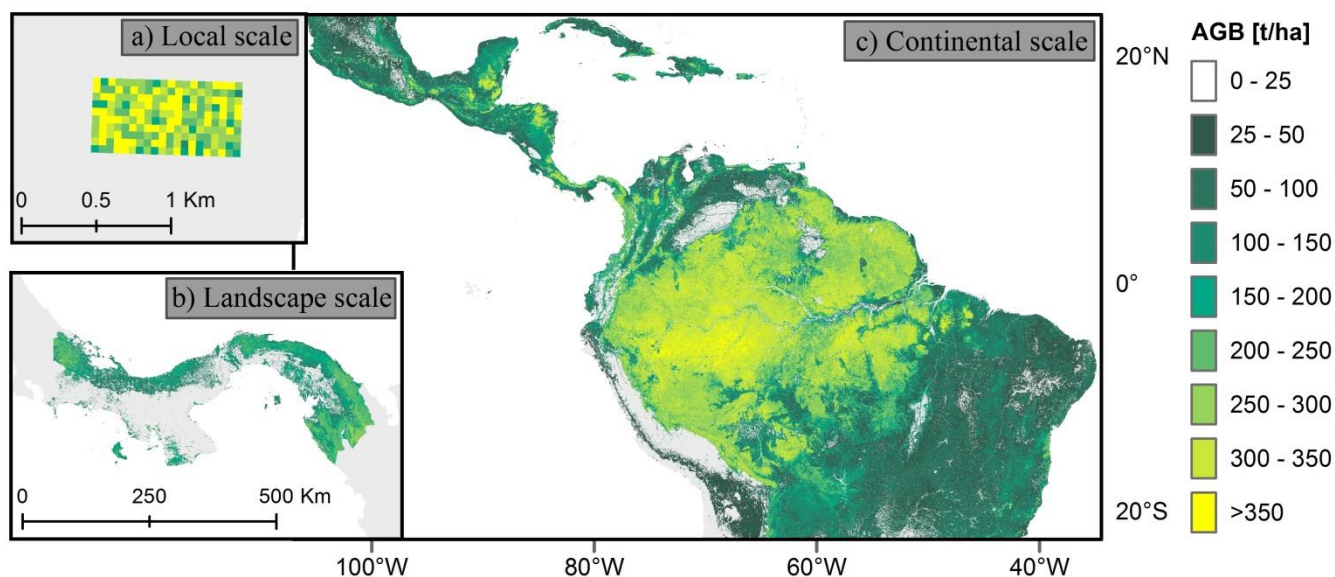 a) Local scale
0 0.5 1 Km
b) Landscape scale
0 250 500 Km
c) Continental scale
20°N
0°
20°S
100°W 80°W 60°W 40°W
AGB [t/ha]
0 - 25
25 - 50
50 - 100
100 - 150
150 - 200
200 - 250
250 - 300
300 - 350
>350